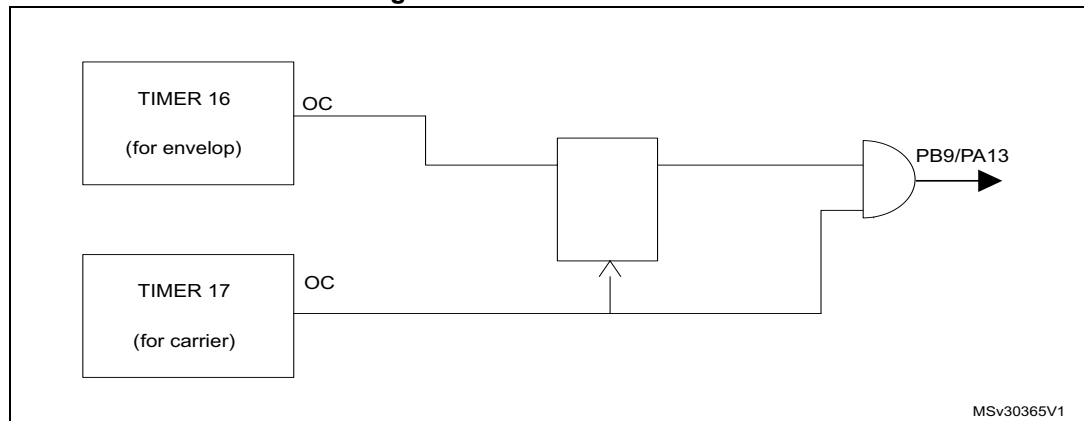 TIMER 16
(for envelop)
OC
PB9/PA13
TIMER 17
(for carrier)
OC
MSv30365V1